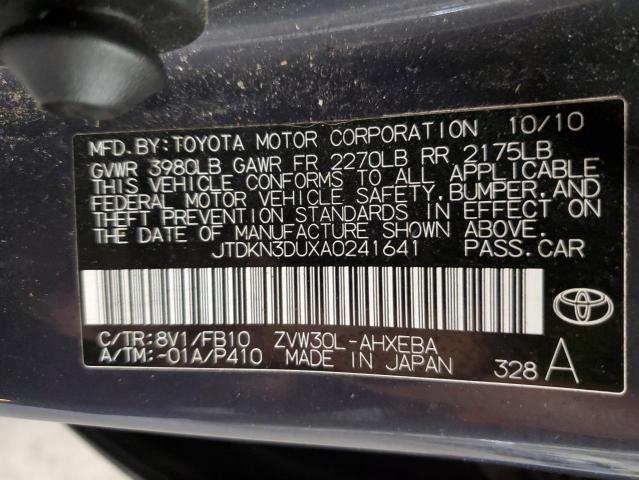 MFD.BY:TOYOTA MOTOR CORPORATION 10/10
GVWR 3980LB GAWR FR 2270LB RR 2175LB
THIS VEHICLE CONFORMS TO ALL APPLICABLE
FEDERAL MOTOR VEHICLE SAFETY,BUMPER,AND
THEFT PREVENTION STANDARDS IN EFFECT ON
THE DATE OF MANUFACTURE SHOWN ABOVE.
JTDKN3DUXA0241641 PASS.CAR
C/TR:8V1/FB10 ZVW30L-AHXEBA
A/TM:-01A/P410 MADE IN JAPAN 328 A